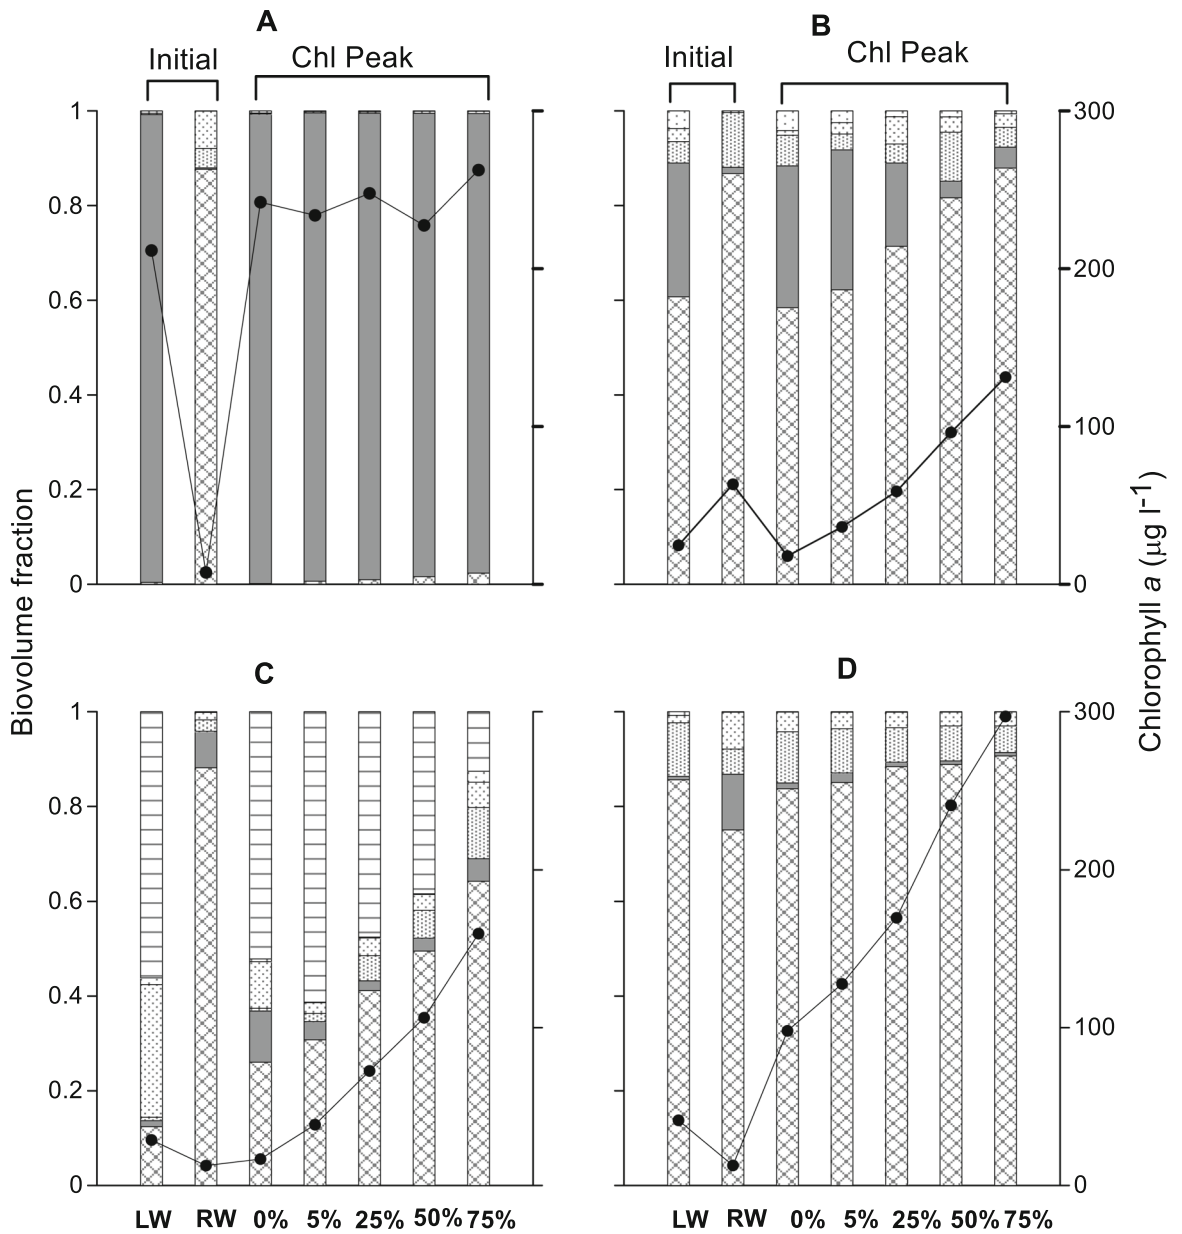 A
B
Initial
Chl Peak
Initial
Chl Peak
1
0.8
0.6
0.4
0.2
0
300
200
100
0
Biovolume fraction
Chlorophyll a (µg l-1)
C
D
1
0.8
0.6
0.4
0.2
0
300
200
100
0
LW RW 0% 5% 25% 50% 75%
LW RW 0% 5% 25% 50% 75%